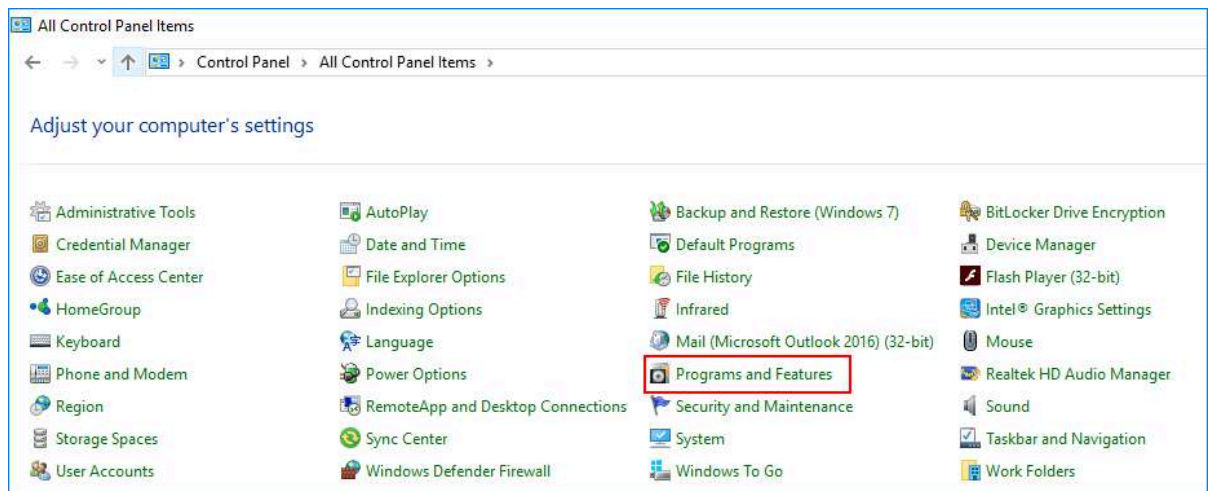 All Control Panel Items
Control Panel > All Control Panel Items >
Adjust your computer's settings
Administrative Tools AutoPlay Backup and Restore (Windows 7) BitLocker Drive Encryption
Credential Manager Date and Time Default Programs Device Manager
Ease of Access Center File Explorer Options File History Flash Player (32-bit)
HomeGroup Indexing Options Infrared Intel® Graphics Settings
Keyboard Language Mail (Microsoft Outlook 2016) (32-bit) Mouse
Phone and Modem Power Options Programs and Features Realtek HD Audio Manager
Region RemoteApp and Desktop Connections Security and Maintenance Sound
Storage Spaces Sync Center System Taskbar and Navigation
User Accounts Windows Defender Firewall Windows To Go Work Folders